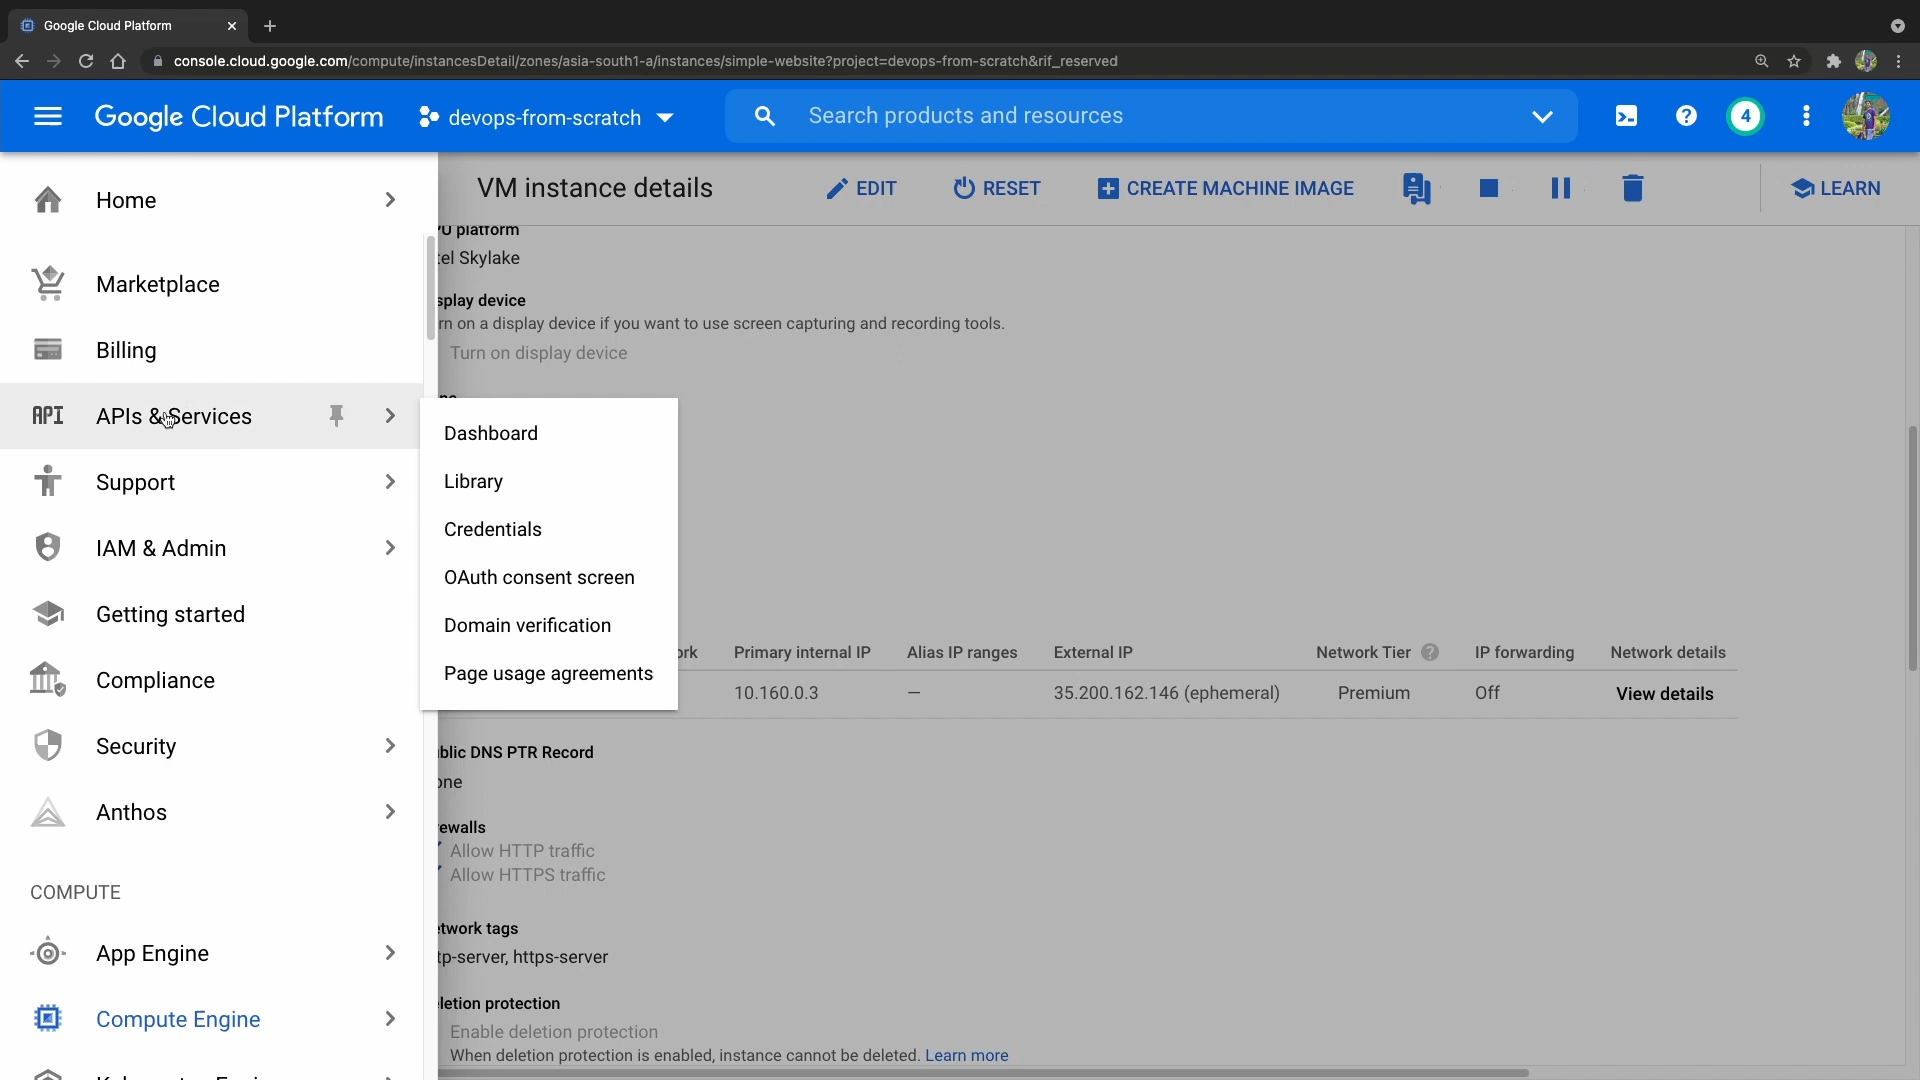 Google Cloud Platform
console.cloud.google.com/compute/instancesDetail/zones/asia-south1-a/instances/simple-website?project=devops-from-scratch&rif_reserved
Google Cloud Platform
devops-from-scratch
Search products and resources
4
Home
Marketplace
Billing
API APIs & Services
Support
IAM & Admin
Getting started
Compliance
Security
Anthos
COMPUTE
App Engine
Compute Engine
Dashboard
Library
Credentials
OAuth consent screen
Domain verification
Page usage agreements
VM instance details
EDIT
RESET
CREATE MACHINE IMAGE
LEARN
PU platform
tel Skylake
splay device
rn on a display device if you want to use screen capturing and recording tools.
Turn on display device
ork Primary internal IP Alias IP ranges External IP Network Tier IP forwarding Network details
10.160.0.3 — 35.200.162.146 (ephemeral) Premium Off View details
blic DNS PTR Record
one
ewalls
Allow HTTP traffic
Allow HTTPS traffic
etwork tags
tp-server, https-server
eletion protection
Enable deletion protection
When deletion protection is enabled, instance cannot be deleted. Learn more